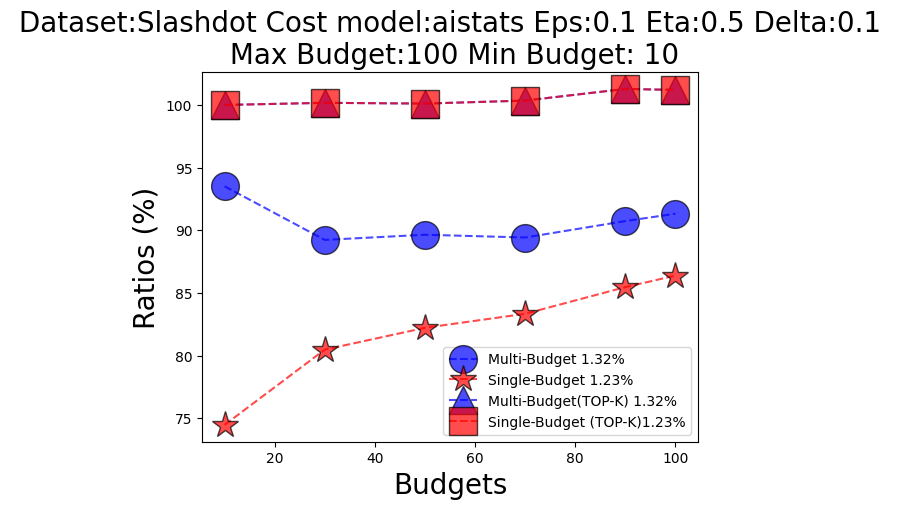 Dataset:Slashdot Cost model:aistats Eps:0.1 Eta:0.5 Delta:0.1
Max Budget:100 Min Budget: 10
100
95
90
85
80
75
Ratios (%)
Multi-Budget 1.32%
Single-Budget 1.23%
Multi-Budget(TOP-K) 1.32%
Single-Budget (TOP-K)1.23%
20 40 60 80 100
Budgets